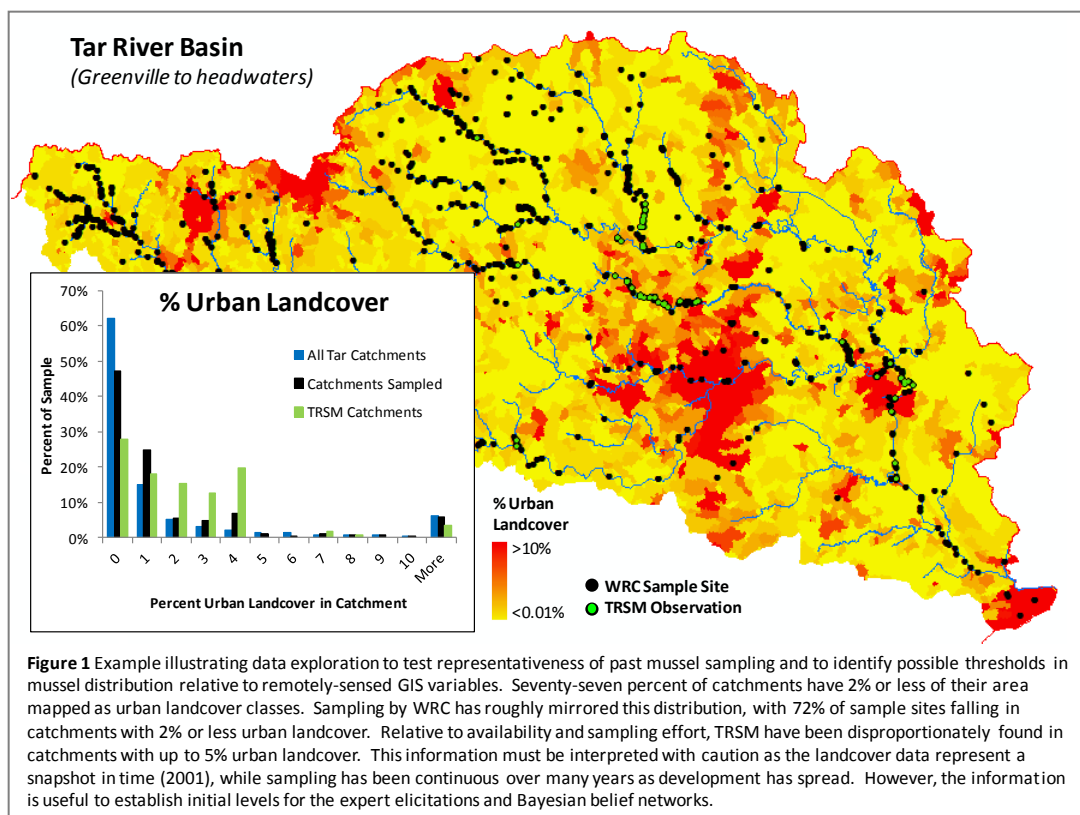 Tar River Basin
(Greenville to headwaters)
% Urban Landcover
70%
60%
50%
40%
30%
20%
10%
0%
Percent of Sample
All Tar Catchments
Catchments Sampled
TRSM Catchments
0
1
2
3
4
5
6
7
8
9
10
More
Percent Urban Landcover in Catchment
% Urban
Landcover
>10%
<0.01%
WRC Sample Site
TRSM Observation
Figure 1 Example illustrating data exploration to test representativeness of past mussel sampling and to identify possible thresholds in
mussel distribution relative to remotely-sensed GIS variables. Seventy-seven percent of catchments have 2% or less of their area
mapped as urban landcover classes. Sampling by WRC has roughly mirrored this distribution, with 72% of sample sites falling in
catchments with 2% or less urban landcover. Relative to availability and sampling effort, TRSM have been disproportionately found in
catchments with up to 5% urban landcover. This information must be interpreted with caution as the landcover data represent a
snapshot in time (2001), while sampling has been continuous over many years as development has spread. However, the information
is useful to establish initial levels for the expert elicitations and Bayesian belief networks.